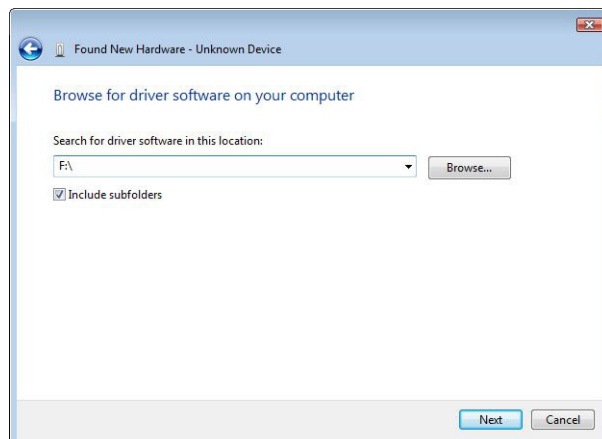 Found New Hardware - Unknown Device
Browse for driver software on your computer
Search for driver software in this location:
F:\
Browse...
Include subfolders
Next
Cancel